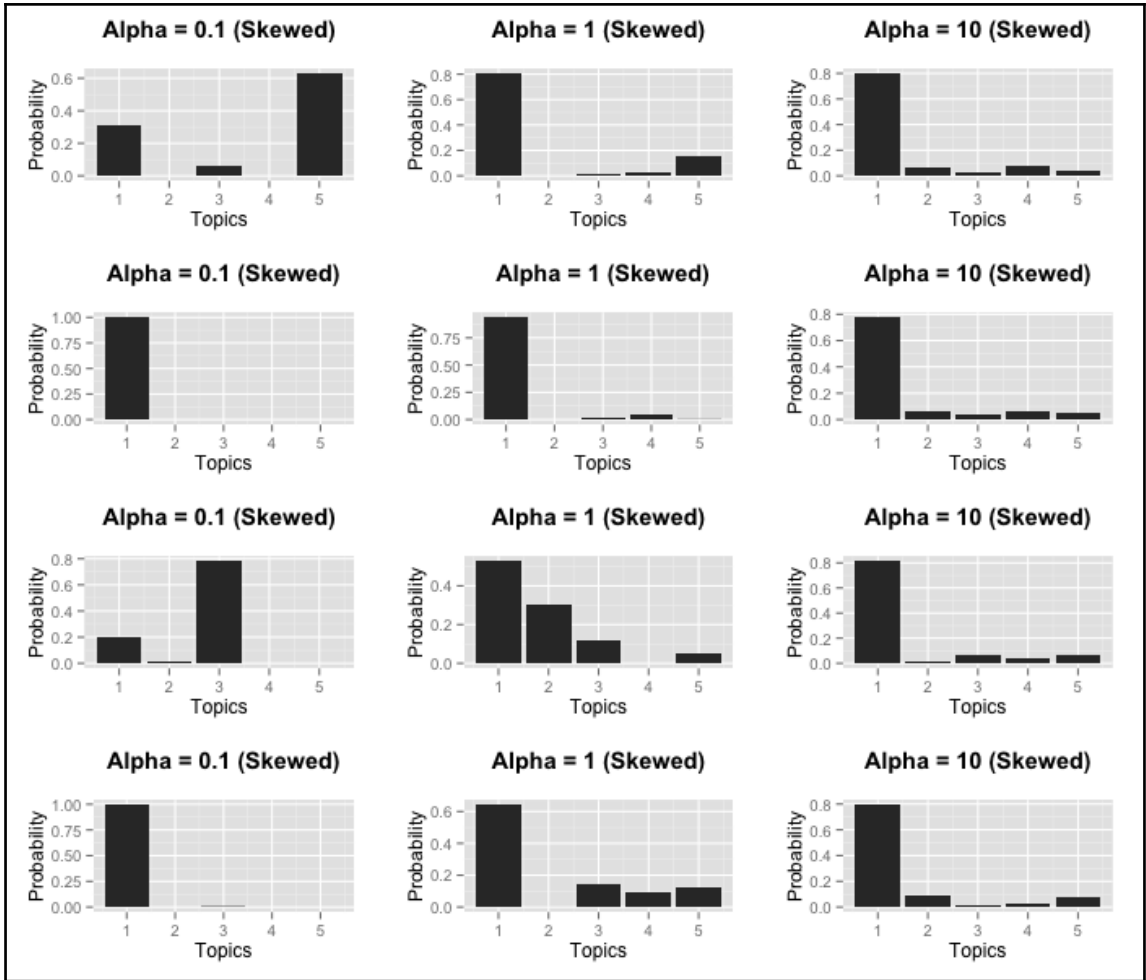 Alpha = 0.1 (Skewed) Alpha = 1 (Skewed) Alpha = 10 (Skewed)
Probability Probability Probability
0.6 0.8 0.8
0.4 0.6 0.6
0.2 0.4 0.4
0.0 0.2 0.2
0.0 0.0
1 2 3 4 5 1 2 3 4 5 1 2 3 4 5
Topics Topics Topics
Alpha = 0.1 (Skewed) Alpha = 1 (Skewed) Alpha = 10 (Skewed)
Probability Probability Probability
1.00 0.75 0.8
0.75 0.50 0.6
0.50 0.25 0.4
0.25 0.00 0.2
0.00 0.0
1 2 3 4 5 1 2 3 4 5 1 2 3 4 5
Topics Topics Topics
Alpha = 0.1 (Skewed) Alpha = 1 (Skewed) Alpha = 10 (Skewed)
Probability Probability Probability
0.8 0.4 0.8
0.6 0.2 0.6
0.4 0.0 0.4
0.2 0.2
0.0 0.0
1 2 3 4 5 1 2 3 4 5 1 2 3 4 5
Topics Topics Topics
Alpha = 0.1 (Skewed) Alpha = 1 (Skewed) Alpha = 10 (Skewed)
Probability Probability Probability
1.00 0.6 0.8
0.75 0.4 0.6
0.50 0.2 0.4
0.25 0.0 0.2
0.00 0.0
1 2 3 4 5 1 2 3 4 5 1 2 3 4 5
Topics Topics Topics